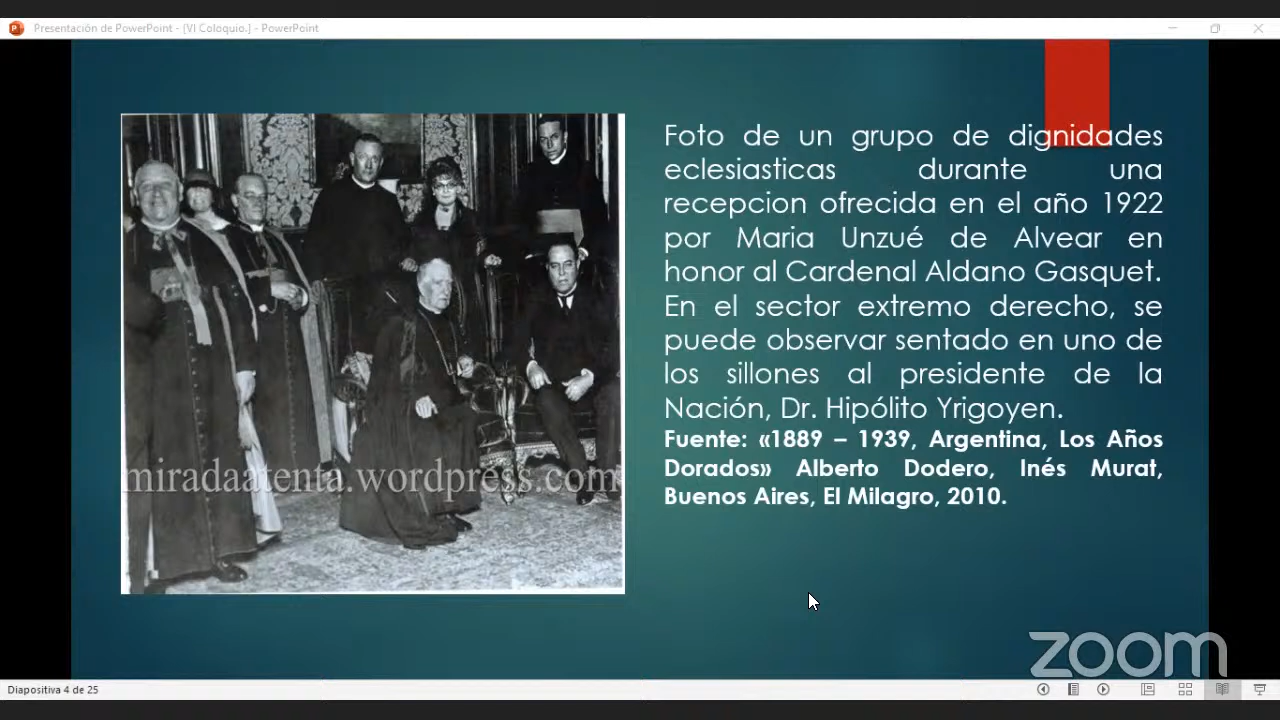 Presentación de PowerPoint - [VI Coloquio.] - PowerPoint
Foto de un grupo de dignidades
eclesiasticas durante una
recepcion ofrecida en el año 1922
por Maria Unzué de Alvear en
honor al Cardenal Aldano Gasquet.
En el sector extremo derecho, se
puede observar sentado en uno de
los sillones al presidente de la
Nación, Dr. Hipólito Yrigoyen.
Fuente: «1889 – 1939, Argentina, Los Años
Dorados» Alberto Dodero, Inés Murat,
Buenos Aires, El Milagro, 2010.
miradaatenta.wordpress.com
zoom
Diapositiva 4 de 25